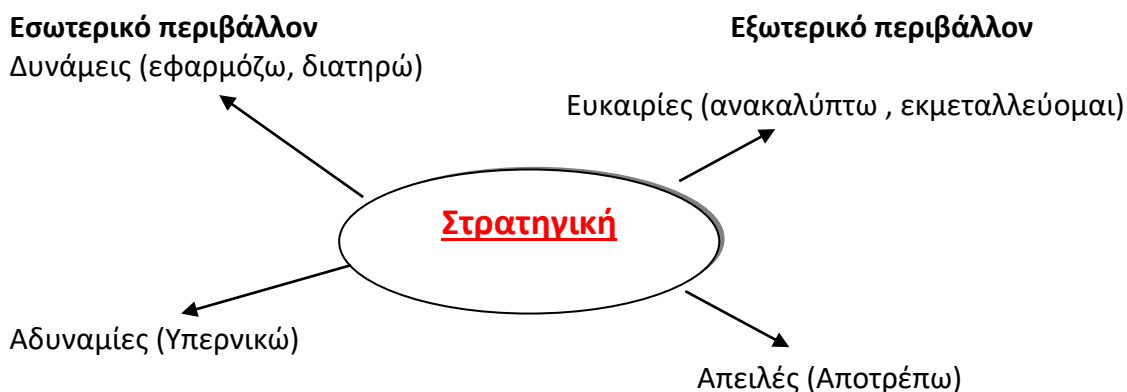 Εσωτερικό περιβάλλον
Εξωτερικό περιβάλλον
Δυνάμεις (εφαρμόζω, διατηρώ)
Ευκαιρίες (ανακαλύπτω , εκμεταλλεύομαι)
Στρατηγική
Αδυναμίες (Υπερνικώ)
Απειλές (Αποτρέπω)